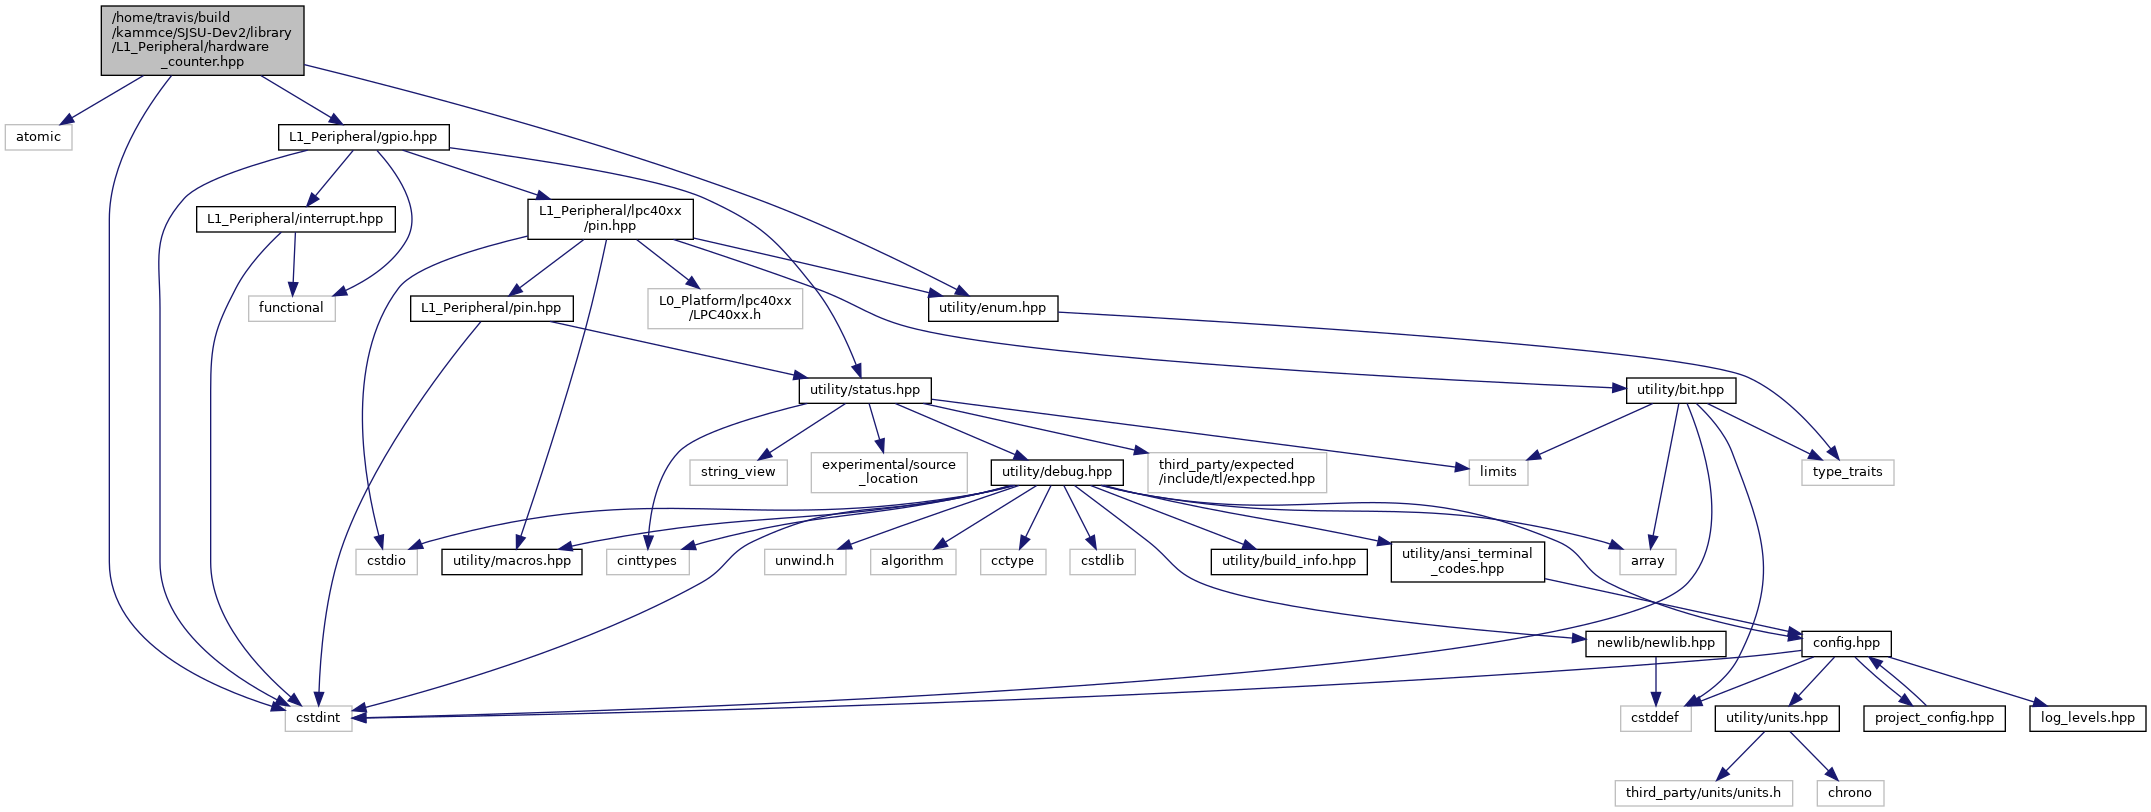 /home/travis/build
/kammce/SJSU-Dev2/library
/L1_Peripheral/hardware
_counter.hpp
atomic
L1_Peripheral/gpio.hpp
L1_Peripheral/interrupt.hpp
L1_Peripheral/lpc40xx
/pin.hpp
functional
L1_Peripheral/pin.hpp
L0_Platform/lpc40xx
/LPC40xx.h
utility/enum.hpp
utility/status.hpp
utility/bit.hpp
string_view
experimental/source
_location
utility/debug.hpp
third_party/expected
/include/tl/expected.hpp
limits
type_traits
cstdio
utility/macros.hpp
cinttypes
unwind.h
algorithm
cctype
cstdlib
utility/build_info.hpp
utility/ansi_terminal
_codes.hpp
array
newlib/newlib.hpp
config.hpp
cstdint
cstddef
utility/units.hpp
project_config.hpp
log_levels.hpp
third_party/units/units.h
chrono